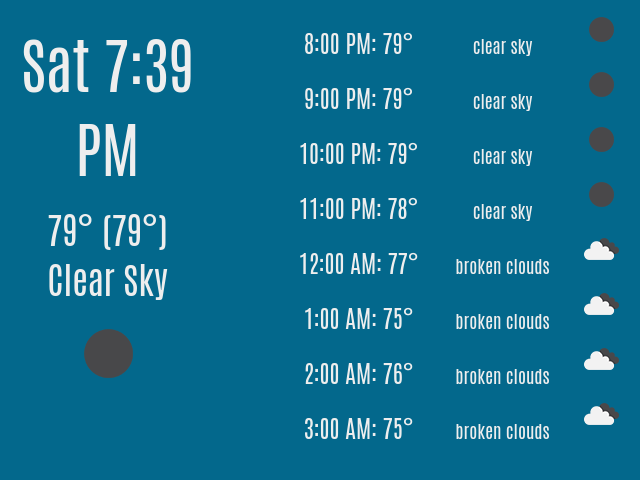 Sat 7:39
PM
79° (79°)
Clear Sky
8:00 PM: 79° clear sky
9:00 PM: 79° clear sky
10:00 PM: 79° clear sky
11:00 PM: 78° clear sky
12:00 AM: 77° broken clouds
1:00 AM: 75° broken clouds
2:00 AM: 76° broken clouds
3:00 AM: 75° broken clouds